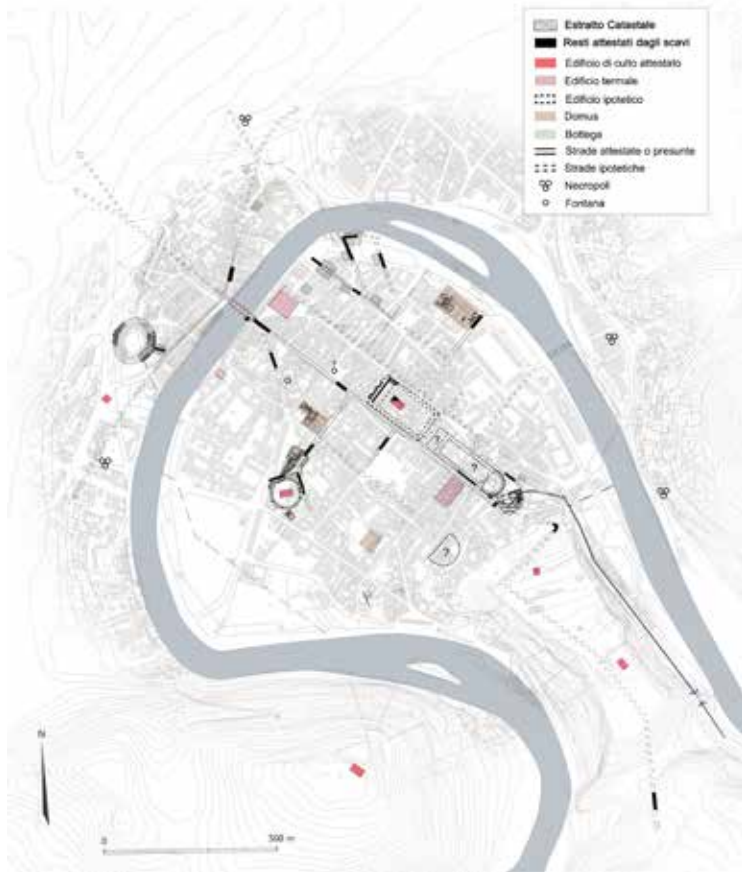 Estratto Catastale
Resti attestati dagli scavi
Edificio di culto attestato
Edificio termale
Edificio ipotetico
Domus
Bottega
Strade attestate o presunte
Strade ipotetiche
Necropoli
Fontana
?
?
?
N
0 300 m